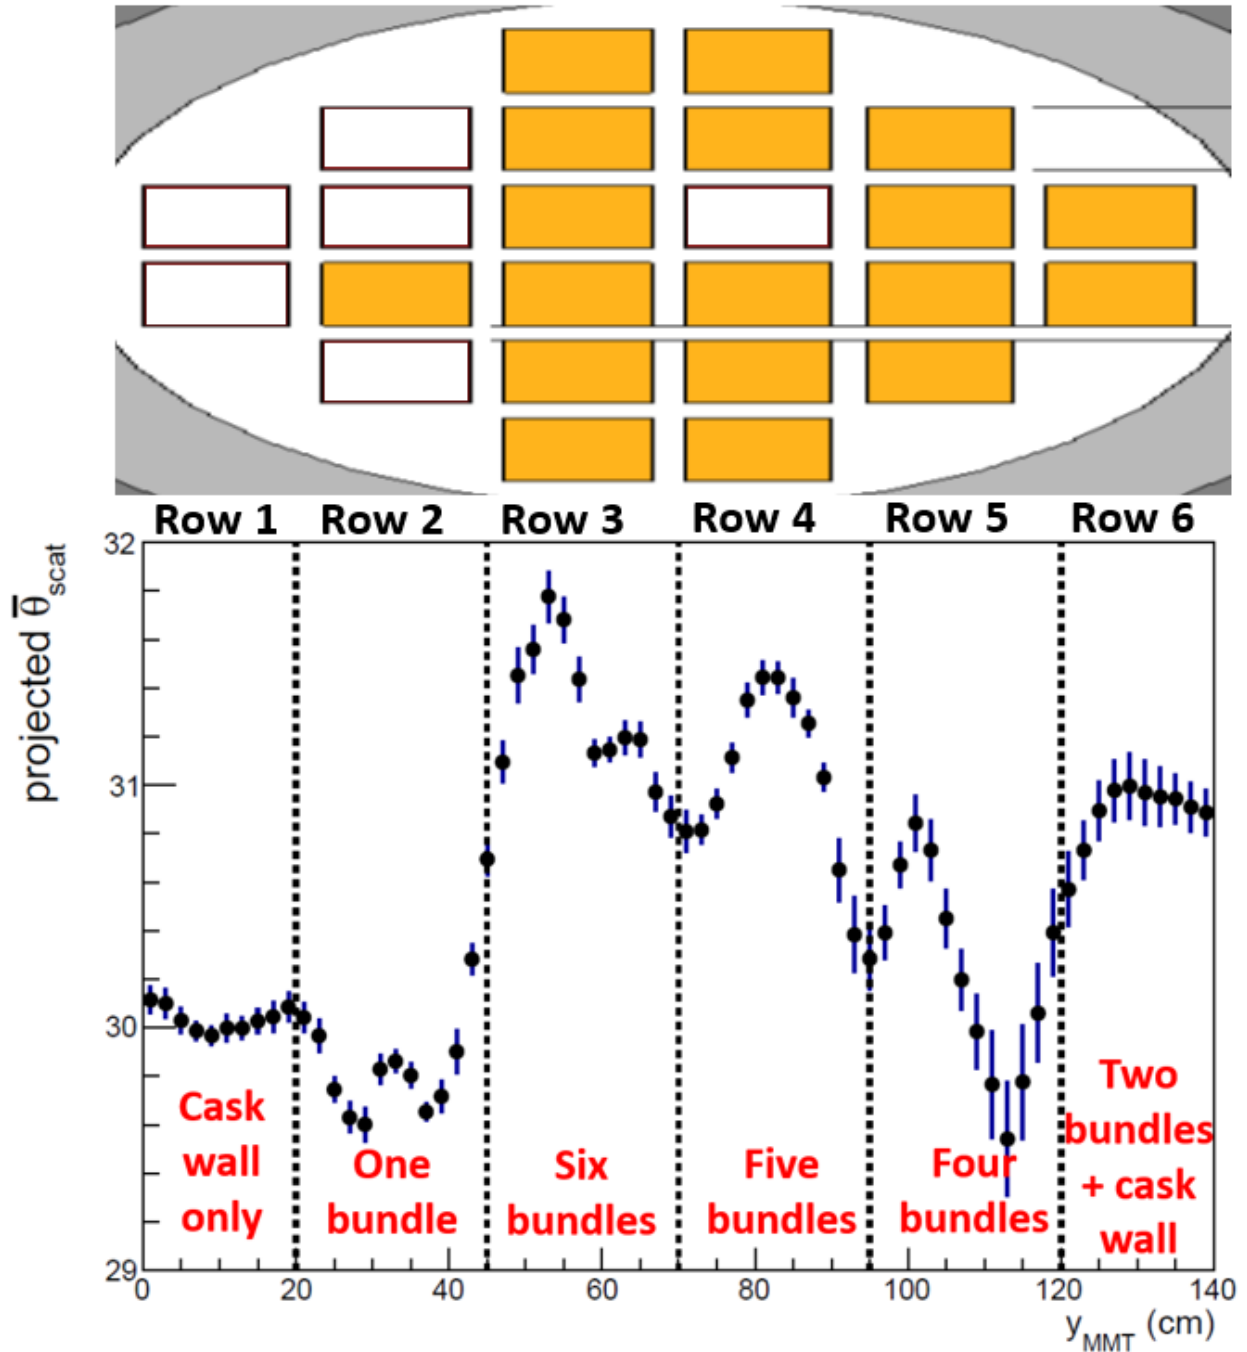 Row 1 Row 2 Row 3 Row 4 Row 5 Row 6
projected θ̄scat
32
31
30
29
Cask
wall
only
One
bundle
Six
bundles
Five
bundles
Four
bundles
Two
bundles
+ cask
wall
0 20 40 60 80 100 120 140
yMMT (cm)